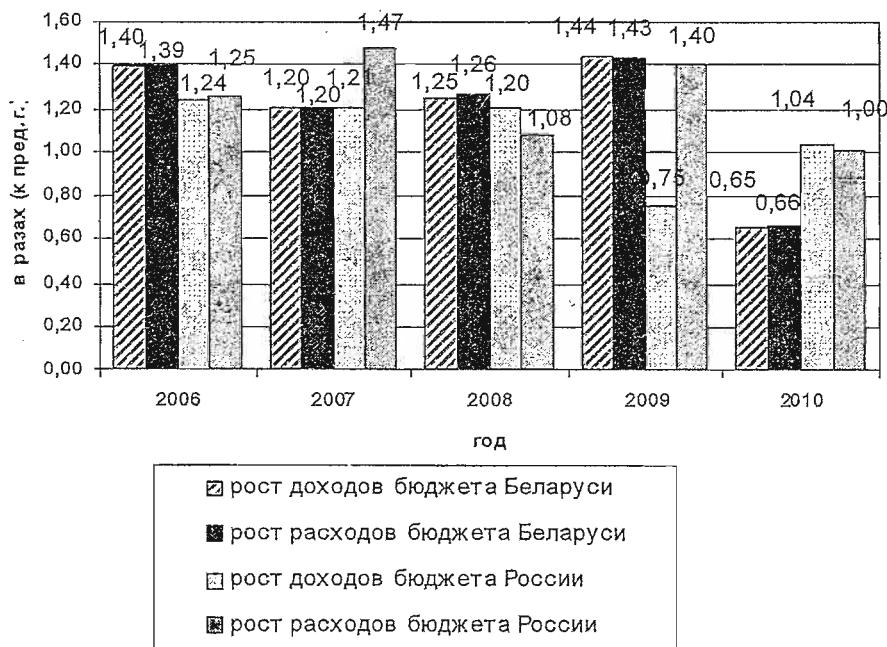 1,60
1,40
1,20
1,00
0,80
0,60
0,40
0,20
0,00
в разах (к пред. г.)
1,40 1,39 1,24 1,25
1,20 1,20 1,21 1,47
1,25 1,26 1,20 1,08
1,44 1,43 0,75 1,40
0,65 0,66 1,04 1,00
2006 2007 2008 2009 2010
год
рост доходов бюджета Беларуси
рост расходов бюджета Беларуси
рост доходов бюджета России
рост расходов бюджета России